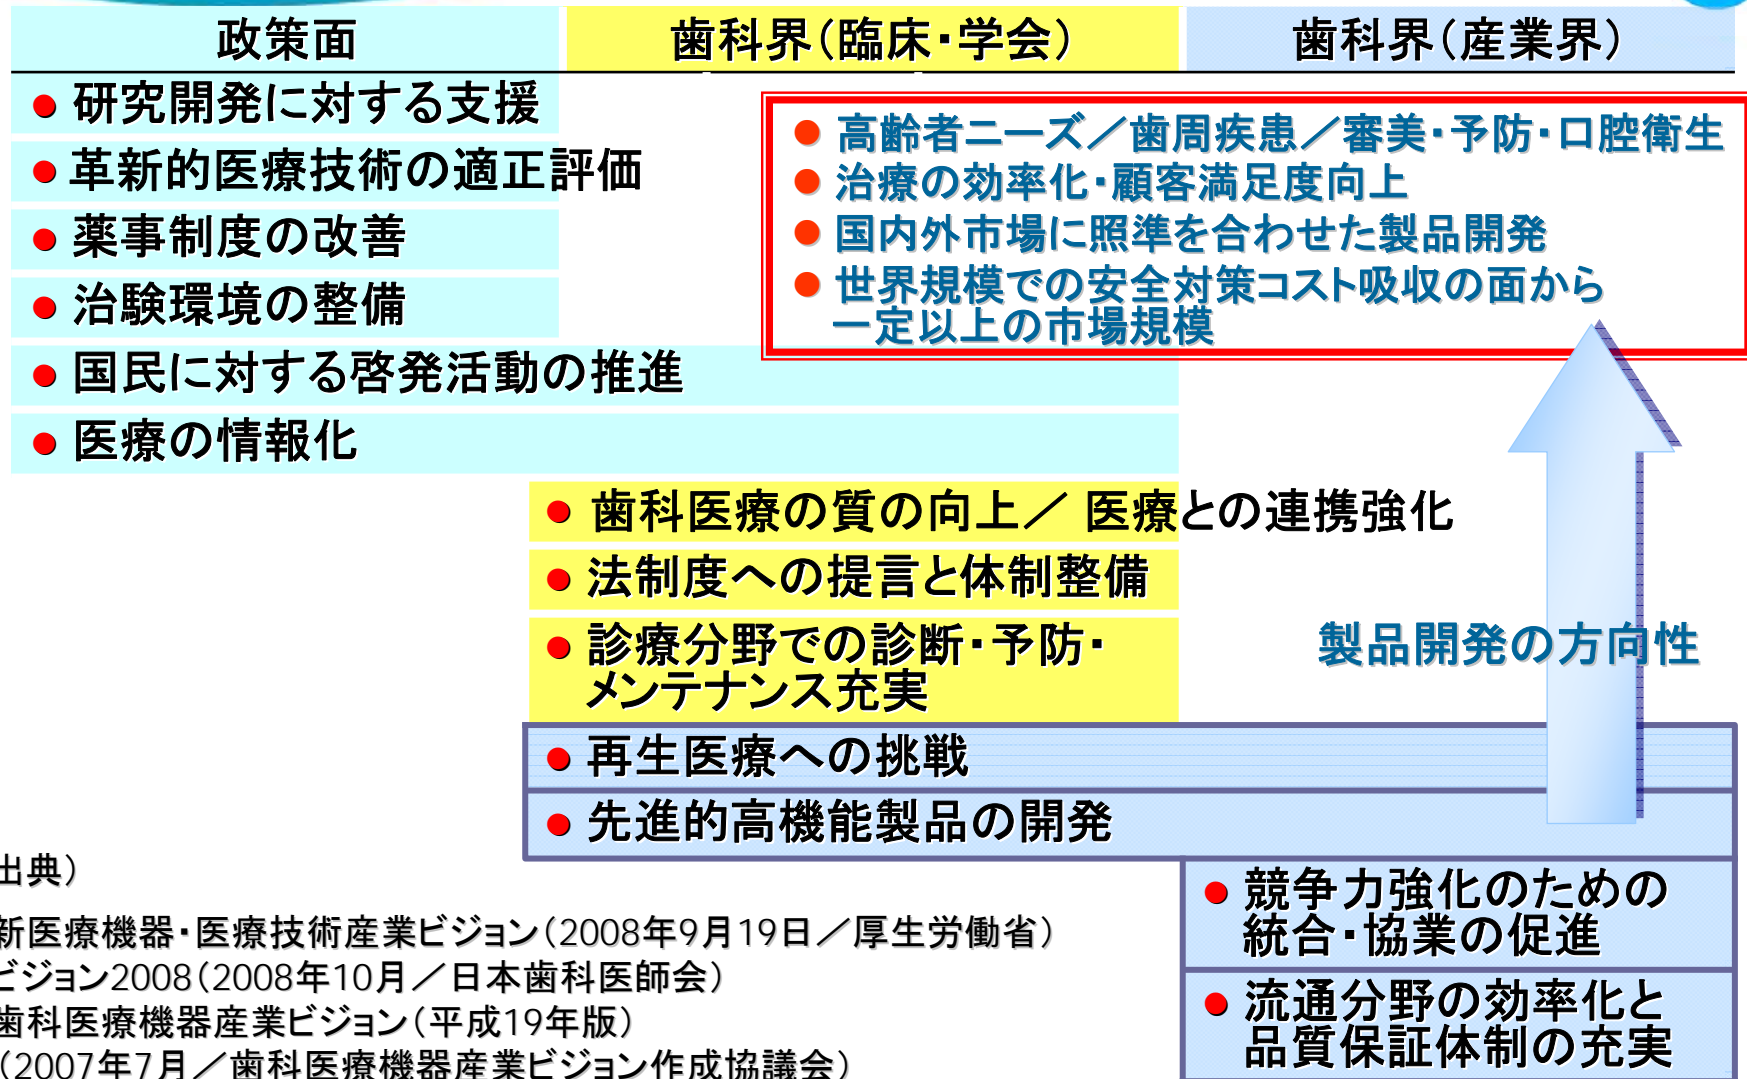 政策面
歯科界（臨床・学会）
歯科界（産業界）
● 研究開発に対する支援
● 革新的医療技術の適正評価
● 薬事制度の改善
● 治験環境の整備
● 国民に対する啓発活動の推進
● 医療の情報化
● 高齢者ニーズ／歯周疾患／審美・予防・口腔衛生
● 治療の効率化・顧客満足度向上
● 国内外市場に照準を合わせた製品開発
● 世界規模での安全対策コスト吸収の面から
一定以上の市場規模
● 歯科医療の質の向上／ 医療との連携強化
● 法制度への提言と体制整備
● 診療分野での診断・予防・
メンテナンス充実
製品開発の方向性
● 再生医療への挑戦
● 先進的高機能製品の開発
● 競争力強化のための
統合・協業の促進
● 流通分野の効率化と
品質保証体制の充実
出典）
新医療機器・医療技術産業ビジョン（2008年9月19日／厚生労働省）
ビジョン2008（2008年10月／日本歯科医師会）
歯科医療機器産業ビジョン（平成19年版）
（2007年7月／歯科医療機器産業ビジョン作成協議会）